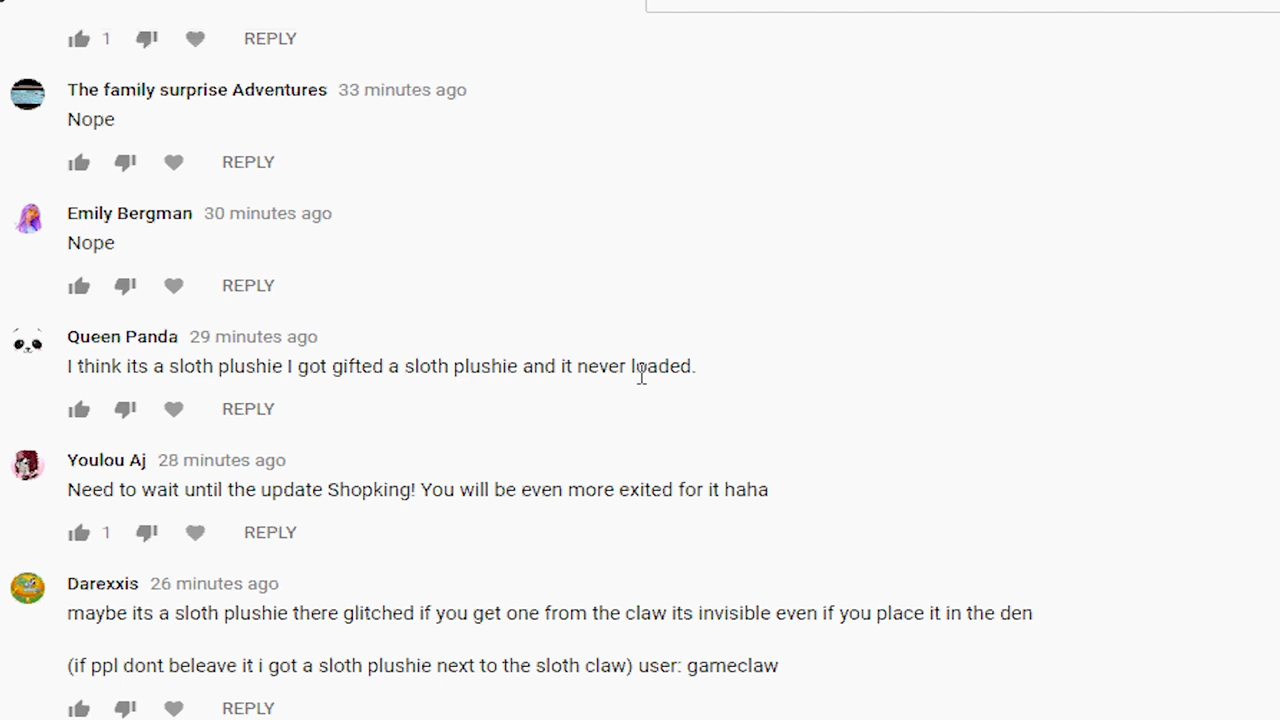 1 REPLY
The family surprise Adventures 33 minutes ago
Nope
REPLY
Emily Bergman 30 minutes ago
Nope
REPLY
Queen Panda 29 minutes ago
I think its a sloth plushie I got gifted a sloth plushie and it never loaded.
REPLY
Youlou Aj 28 minutes ago
Need to wait until the update Shopking! You will be even more exited for it haha
1 REPLY
Darexxis 26 minutes ago
maybe its a sloth plushie there glitched if you get one from the claw its invisible even if you place it in the den
(if ppl dont beleave it i got a sloth plushie next to the sloth claw) user: gameclaw
REPLY